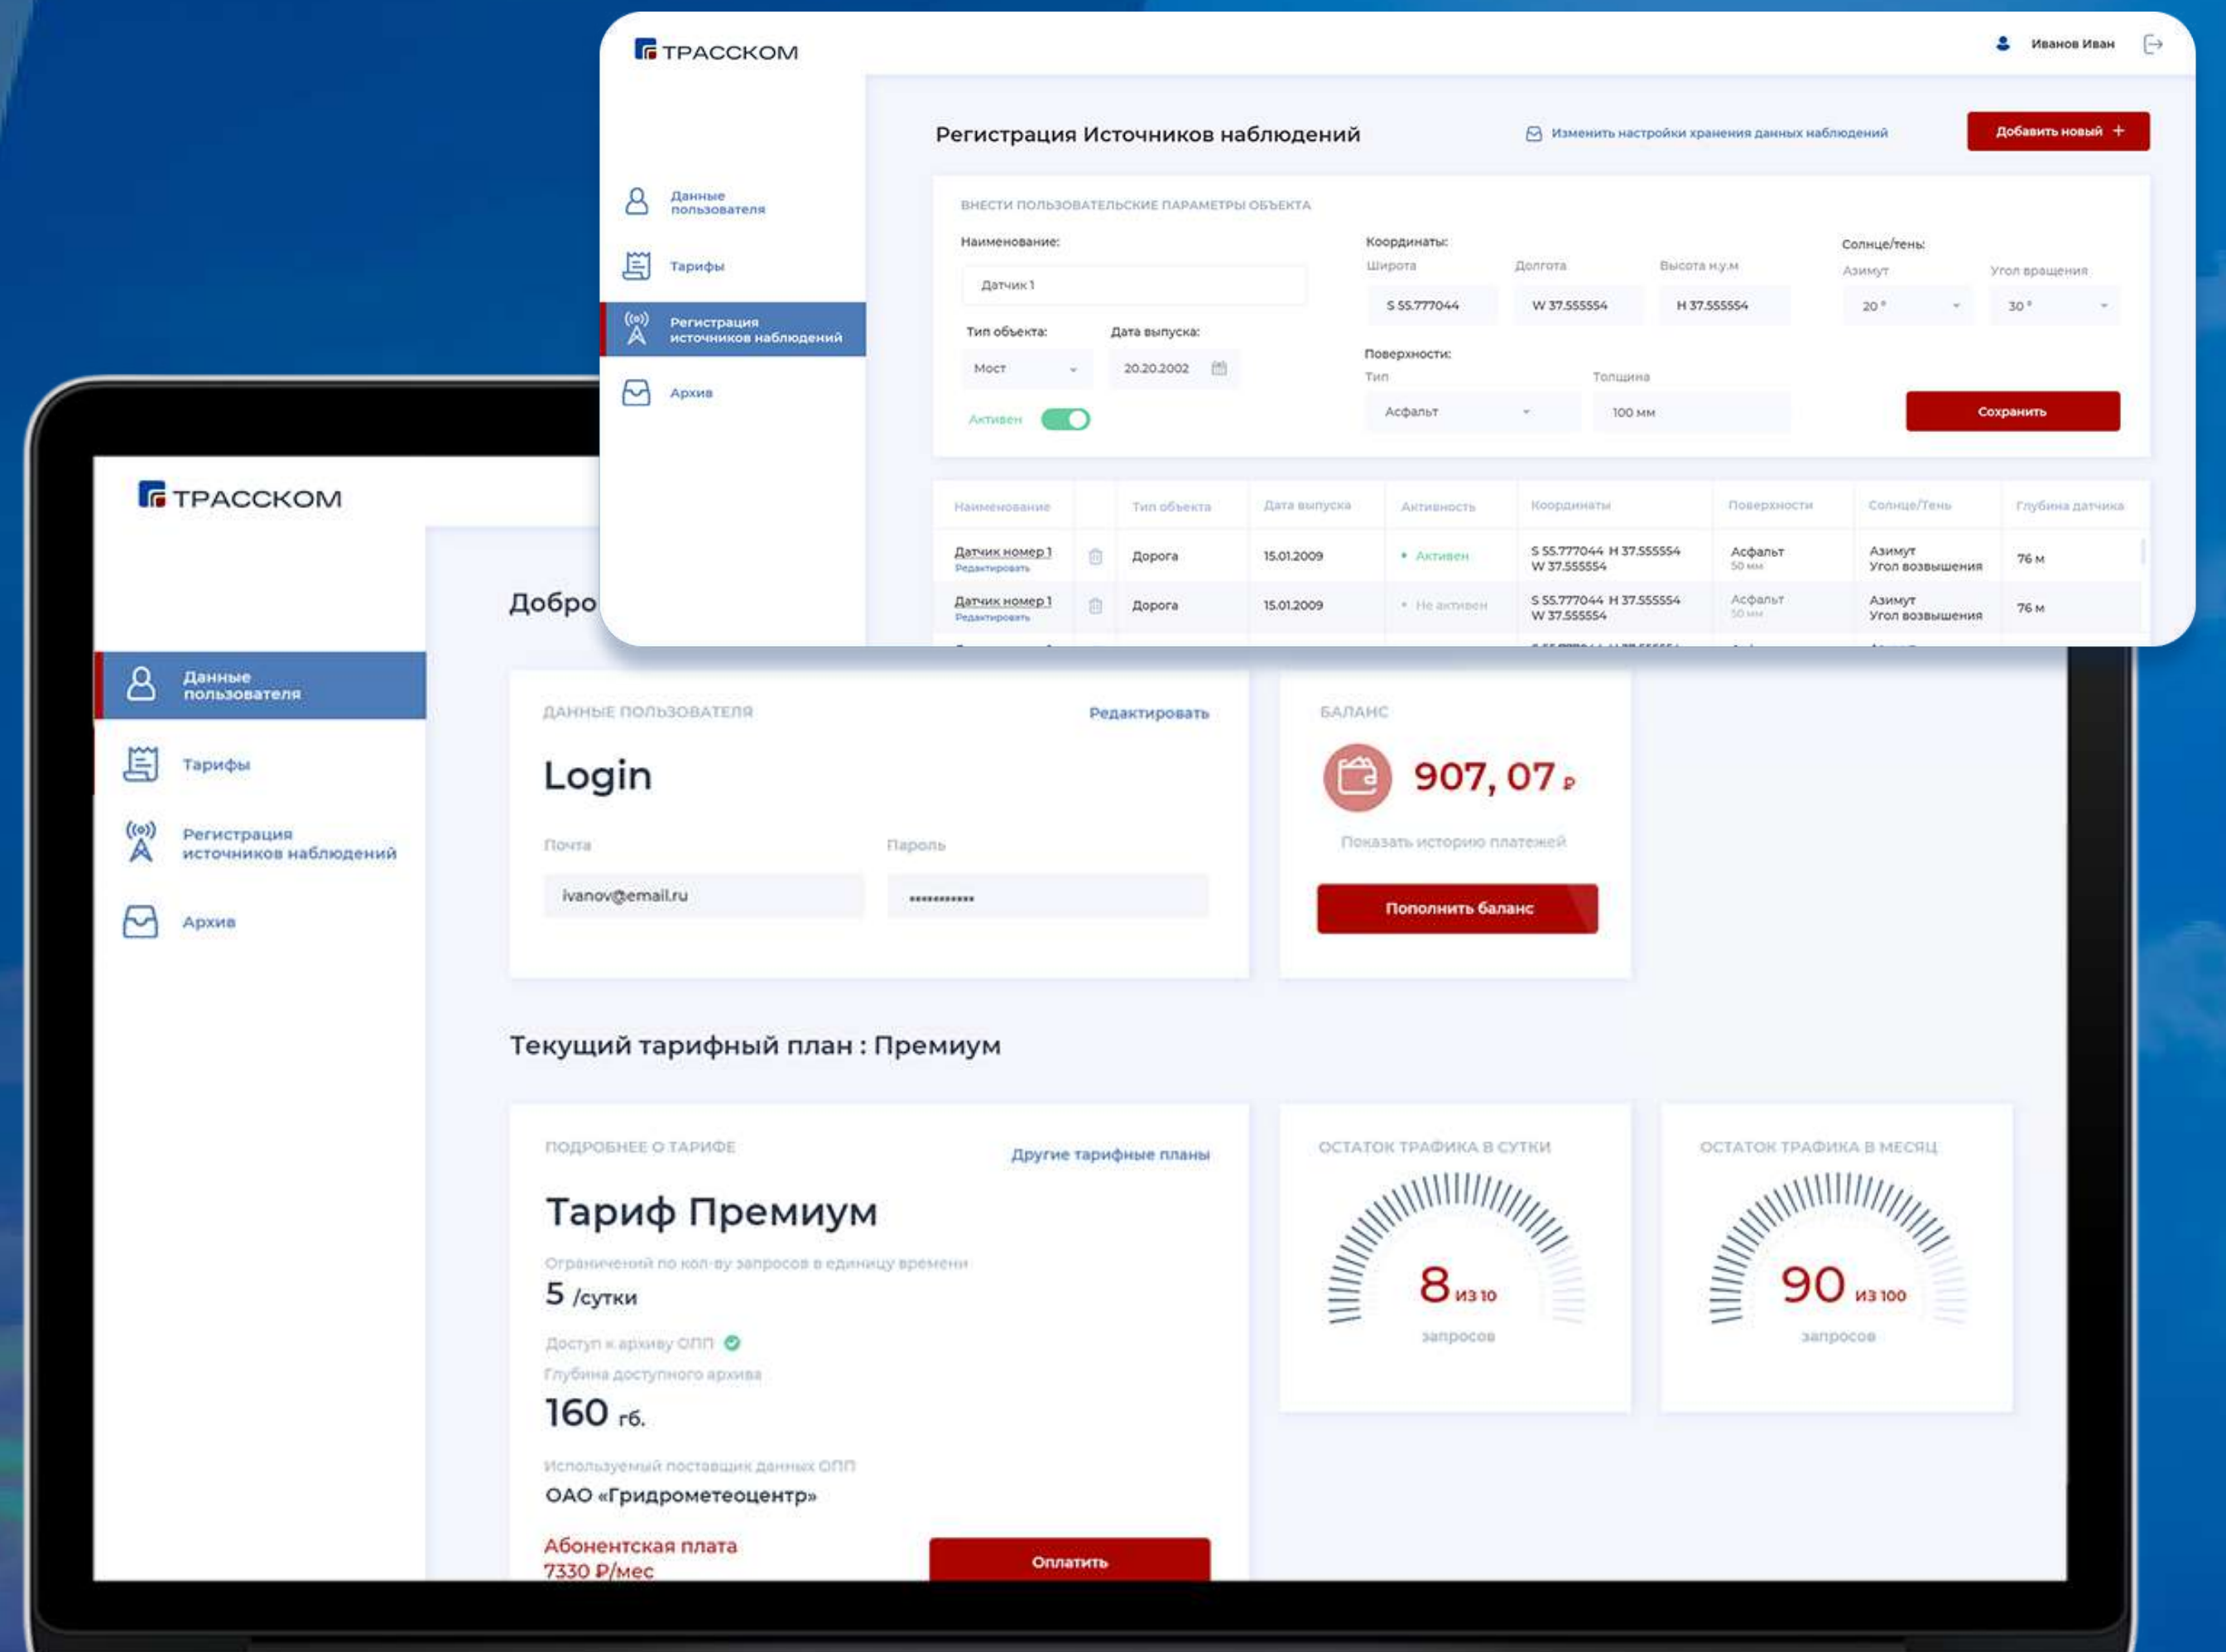 ТРАССКОМ
Иванов Иван
Регистрация Источников наблюдений
Изменить настройки хранения данных наблюдений
Добавить новый +
Данные
пользователя
Тарифы
Регистрация
источников наблюдений
Архив
ВНЕСТИ ПОЛЬЗОВАТЕЛЬСКИЕ ПАРАМЕТРЫ ОБЪЕКТА
Наименование:
Датчик 1
Тип объекта:
Дата выпуска:
Мост
20.20.2002
Активен
Координаты:
Широта
Долгота
Высота н.у.м
S 55.777044
W 37.555554
H 37.555554
Солнце/тень:
Азимут
Угол вращения
20 °
30 °
Поверхности:
Тип
Толщина
Асфальт
100 мм
Сохранить
Наименование Тип объекта Дата выпуска Активность Координаты Поверхности Солнце/Тень Глубина датчика
Датчик номер 1 Дорога 15.01.2009 • Активен S 55.777044 H 37.555554 Асфальт Азимут 76 м
Редактировать W 37.555554 50 мм Угол возвышения
Датчик номер 1 Дорога 15.01.2009 • Не активен S 55.777044 H 37.555554 Асфальт Азимут 76 м
Редактировать W 37.555554 50 мм Угол возвышения
ТРАССКОМ
Добро
Данные
пользователя
Тарифы
Регистрация
источников наблюдений
Архив
ДАННЫЕ ПОЛЬЗОВАТЕЛЯ
Редактировать
Login
Почта
Пароль
ivanov@email.ru
***********
БАЛАНС
907, 07 ₽
Показать историю платежей
Пополнить баланс
Текущий тарифный план : Премиум
ПОДРОБНЕЕ О ТАРИФЕ
Другие тарифные планы
Тариф Премиум
Ограничений по кол-ву запросов в единицу времени
5 /сутки
Доступ к архиву ОПП
Глубина доступного архива
160 гб.
Используемый поставщик данных ОПП
ОАО «Гридрометеоцентр»
Абонентская плата
7330 ₽/мес
Оплатить
ОСТАТОК ТРАФИКА В СУТКИ
8 ИЗ 10
запросов
ОСТАТОК ТРАФИКА В МЕСЯЦ
90 ИЗ 100
запросов